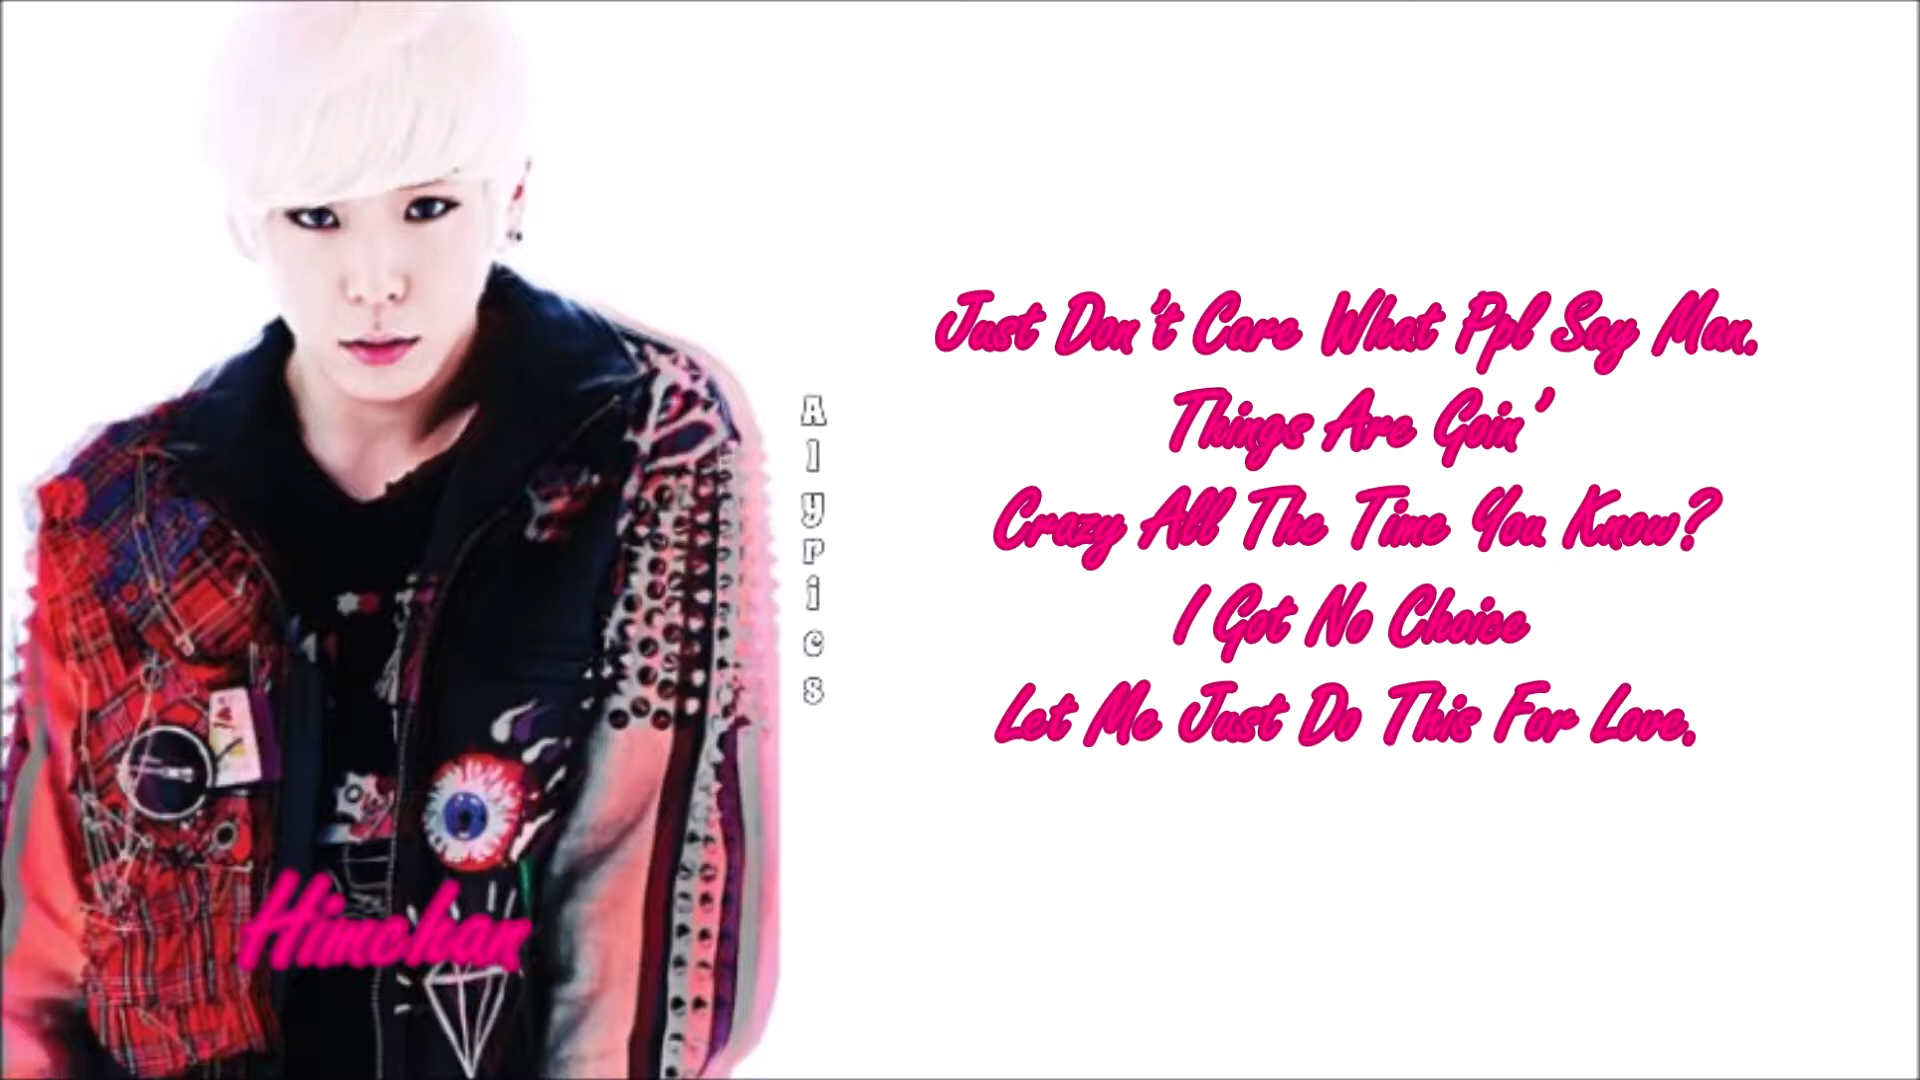 Just Don't Care What Ppl Say Man.
Things Are Goin'
Crazy All The Time You Know?
I Got No Choice
Let Me Just Do This For Love.
Alyrics
Himchan